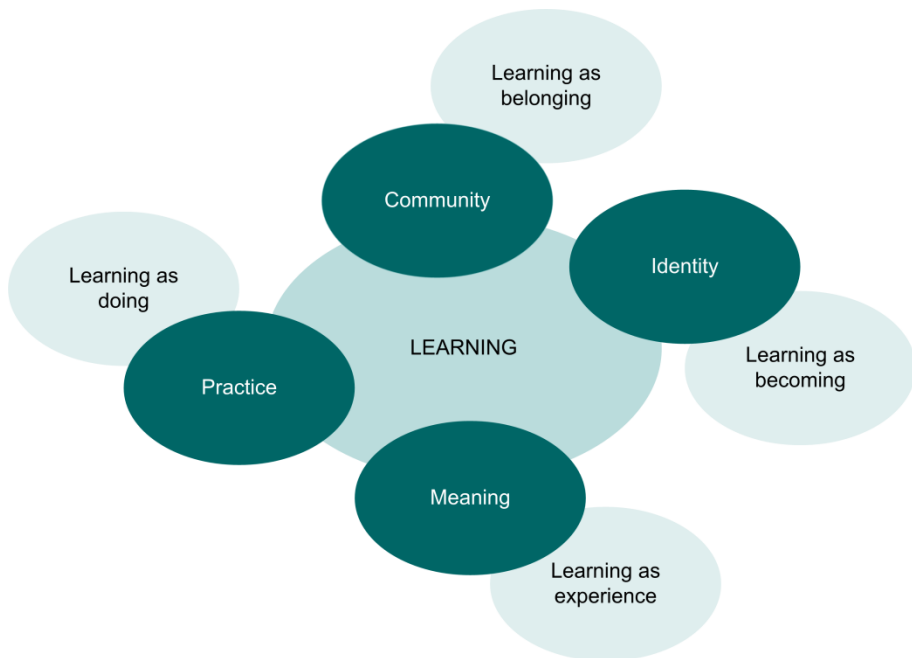 Learning as
belonging
Community
Identity
Learning as
doing
LEARNING
Learning as
becoming
Practice
Meaning
Learning as
experience